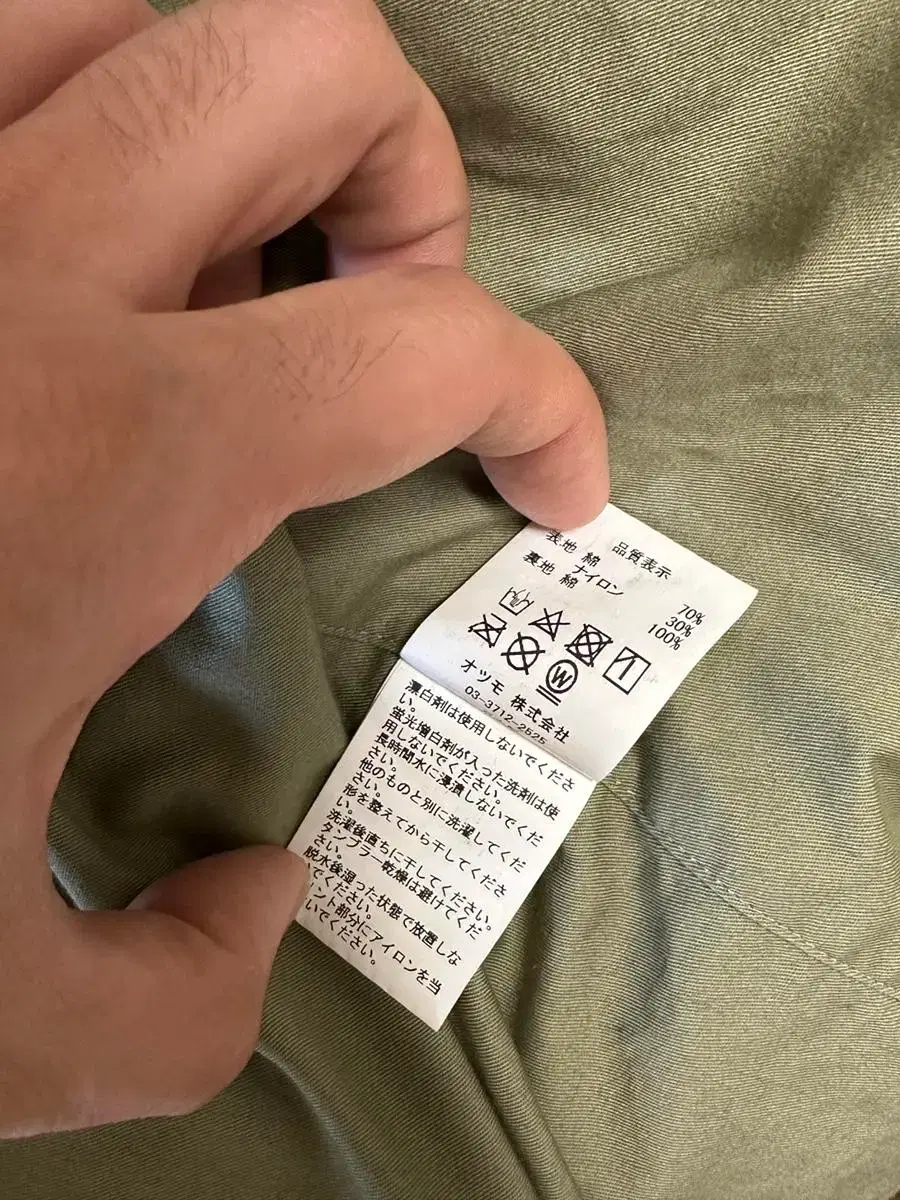 品質表示
表地 綿 70%
ナイロン 30%
裏地 綿 100%
W
オツモ 株式会社
03-3712-2525
漂白剤は使用しないでくださ
い。
蛍光増白剤が入った洗剤は使
用しないでください。
長時間水に浸漬しないでくだ
さい。
他のものと別に洗濯してくだ
さい。
形を整えてから干してくださ
い。
洗濯後直ちに干してください。
タンブラー乾燥は避けてくだ
さい。
脱水後湿った状態で放置しな
いでください。
ント部分にアイロンを当
いでください。